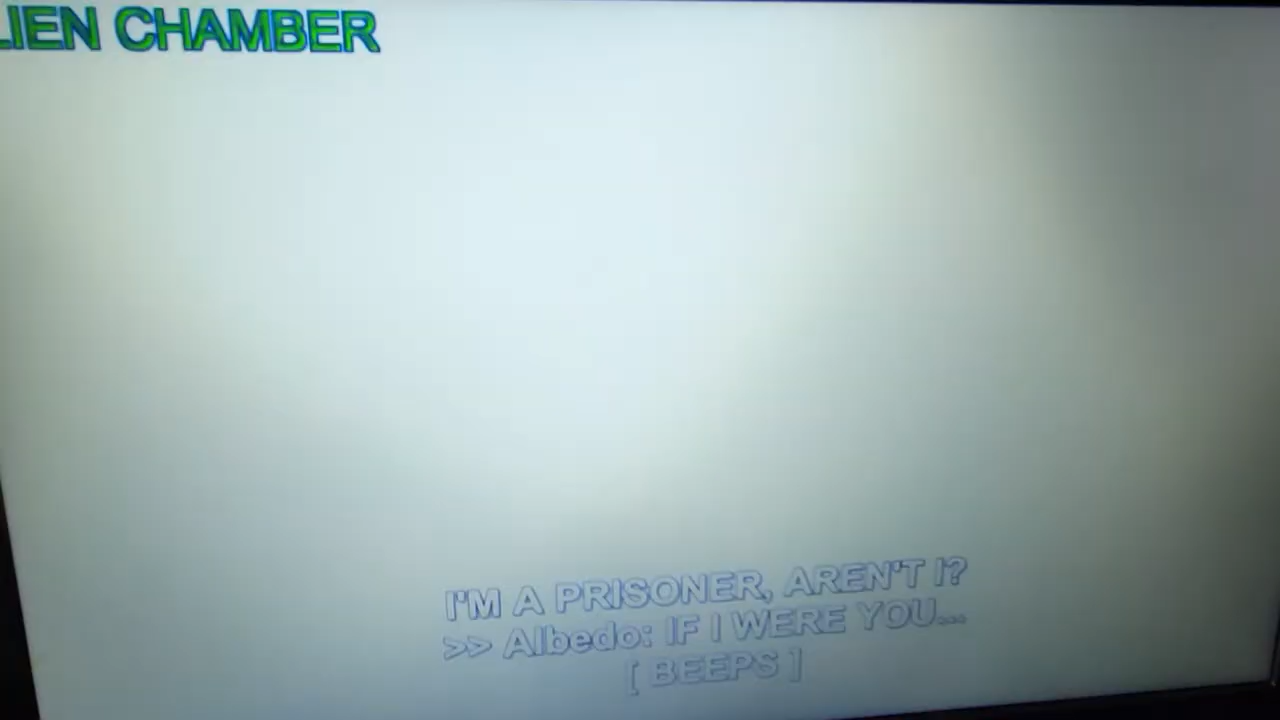 LIEN CHAMBER
I'M A PRISONER, AREN'T I?
>> Albedo: IF I WERE YOU...
[ BEEPS ]